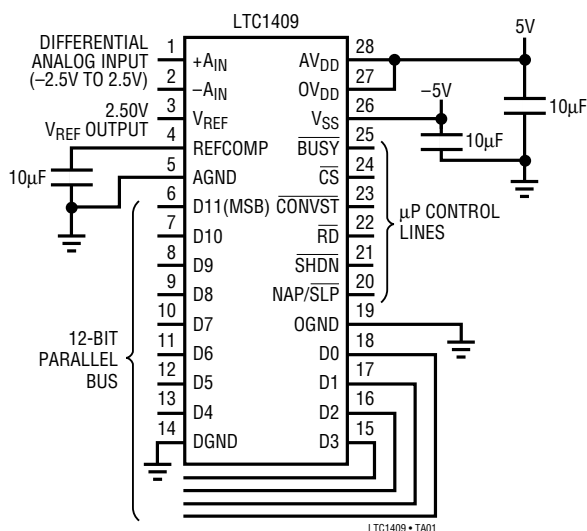 LTC1409
DIFFERENTIAL
ANALOG INPUT
(–2.5V TO 2.5V)
2.50V
VREF OUTPUT
10µF
12-BIT
PARALLEL
BUS
1 +AIN
2 –AIN
3 VREF
4 REFCOMP
5 AGND
6 D11(MSB)
7 D10
8 D9
9 D8
10 D7
11 D6
12 D5
13 D4
14 DGND
AVDD 28
OVDD 27
VSS 26
BUSY 25
CS 24
CONVST 23
RD 22
SHDN 21
NAP/SLP 20
OGND 19
D0 18
D1 17
D2 16
D3 15
5V
–5V
10µF
10µF
µP CONTROL
LINES
LTC1409 • TA01